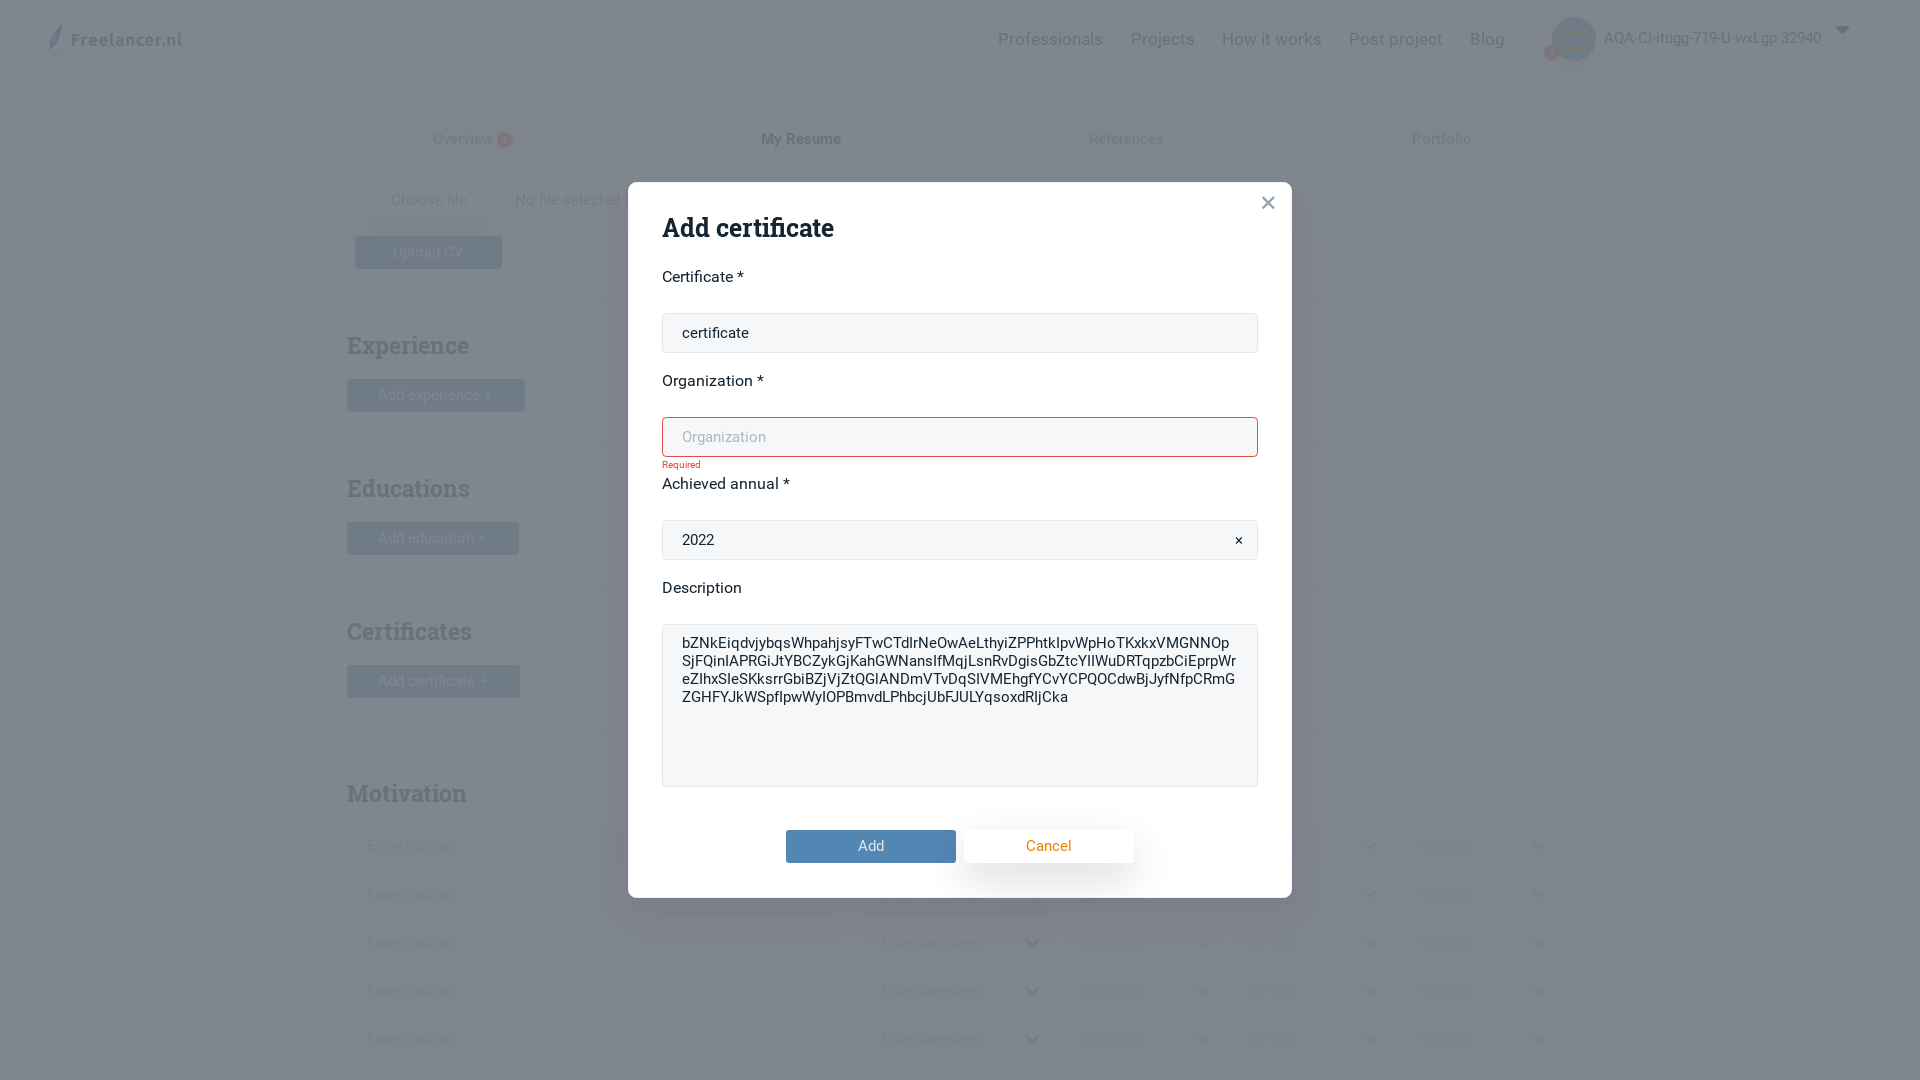 Freelancer.nl
Professionals
Projects
How it works
Post project
Blog
AQA-CI-itugg-719-U-wxLgp 32940
Overview
My Resume
References
Portfolio
Choose file
No file selected
Upload CV
Experience
Add experience +
Educations
Add education +
Certificates
Add certificate +
Motivation
Enter motive
Enter motive
Enter motive
Enter language
Enter motive
Enter language
Enter motive
Enter language
×
Add certificate
Certificate *
certificate
Organization *
Organization
Required
Achieved annual *
2022
×
Description
Add
Cancel